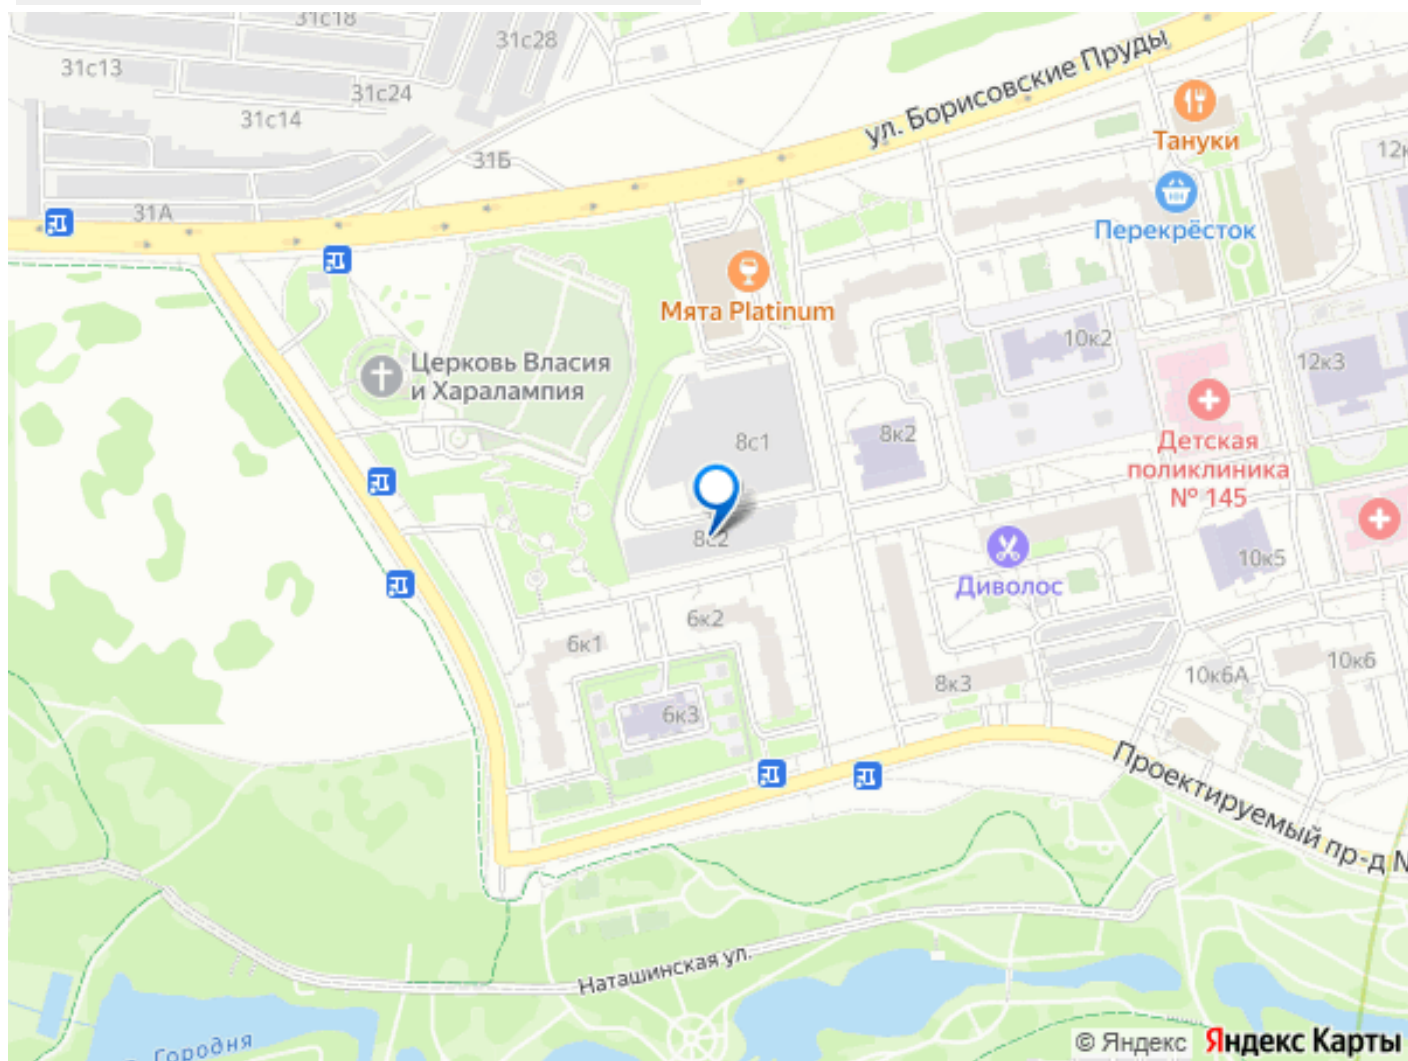 31с18
31с28
31с13
31с24
31с14
ул. Борисовские Пруды
Тануки
12к
31Б
31А
Перекрёсток
Мята Platinum
10к2
12к3
Церковь Власия
и Харалампия
8с1
8к2
Детская
поликлиника
№ 145
8с2
10к5
Диволос
6к2
6к1
10к6
10к6А
8к3
6к3
Проектируемый пр-д №
Наташинская ул.
Городня
© Яндекс Яндекс Карты